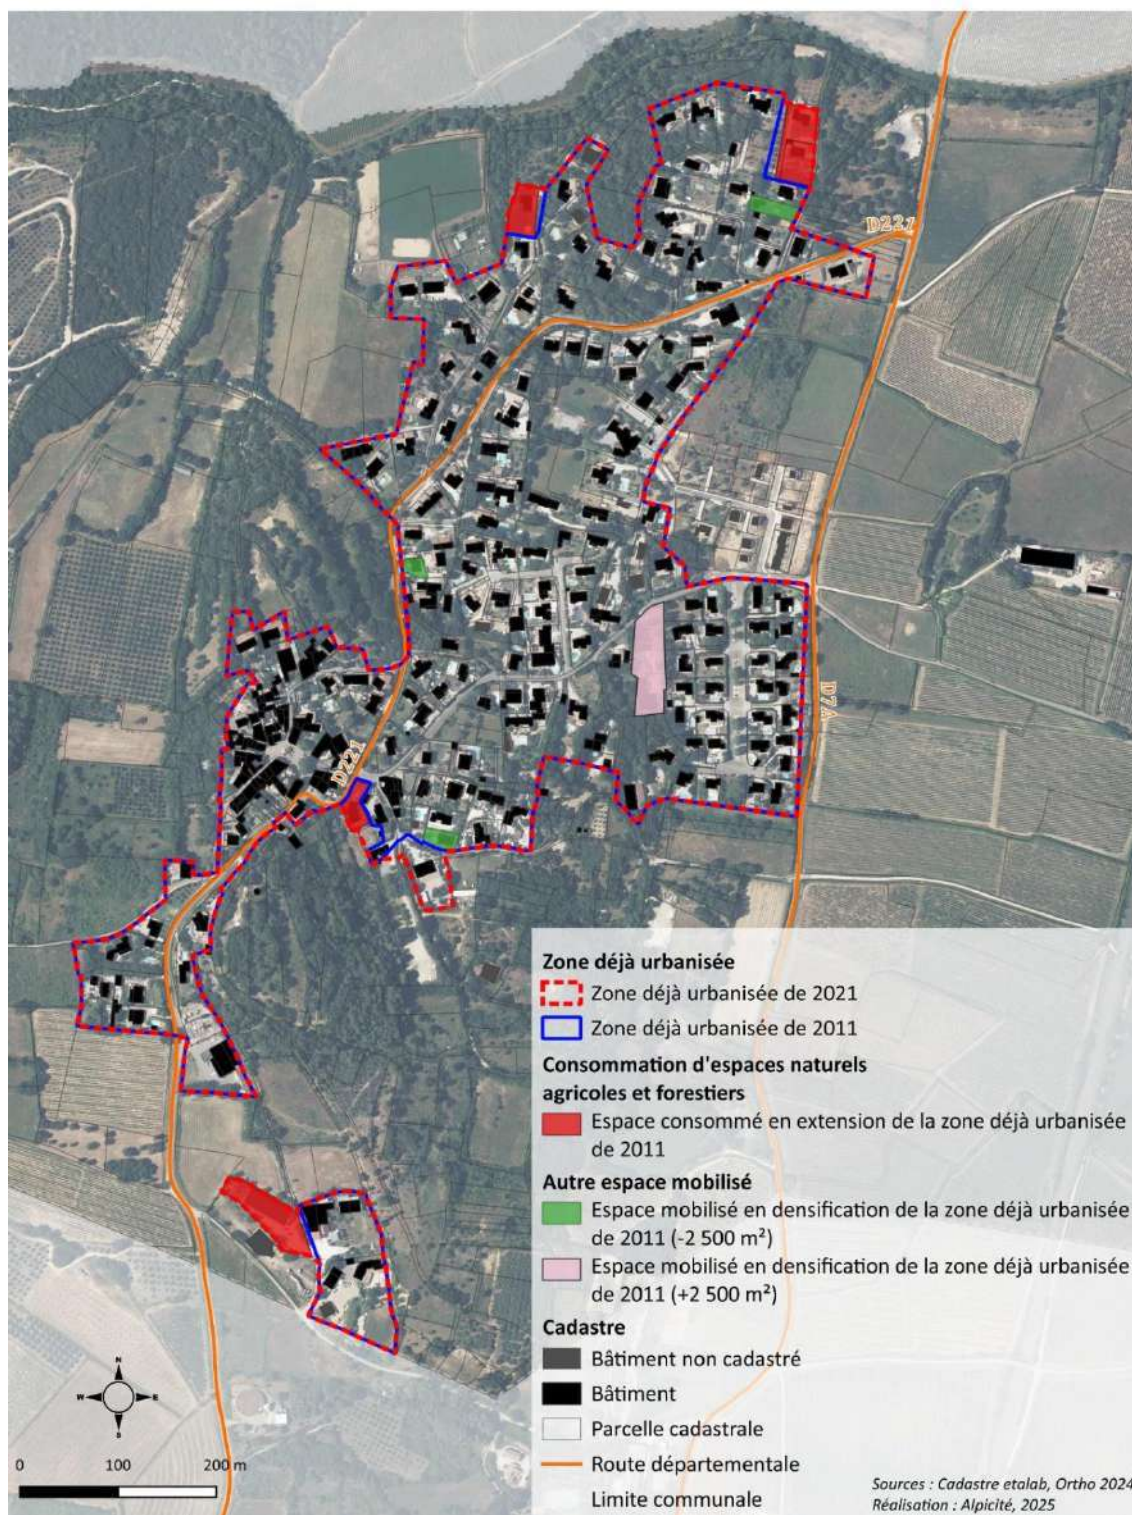 D221
D7A
D221
Zone déjà urbanisée
Zone déjà urbanisée de 2021
Zone déjà urbanisée de 2011
Consommation d'espaces naturels
agricoles et forestiers
Espace consommé en extension de la zone déjà urbanisée
de 2011
Autre espace mobilisé
Espace mobilisé en densification de la zone déjà urbanisée
de 2011 (-2 500 m²)
Espace mobilisé en densification de la zone déjà urbanisée
de 2011 (+2 500 m²)
Cadastre
Bâtiment non cadastré
Bâtiment
Parcelle cadastrale
Route départementale
Limite communale
N
W E
S
0 100 200 m
Sources : Cadastre etalab, Ortho 2024
Réalisation : Alpicité, 2025